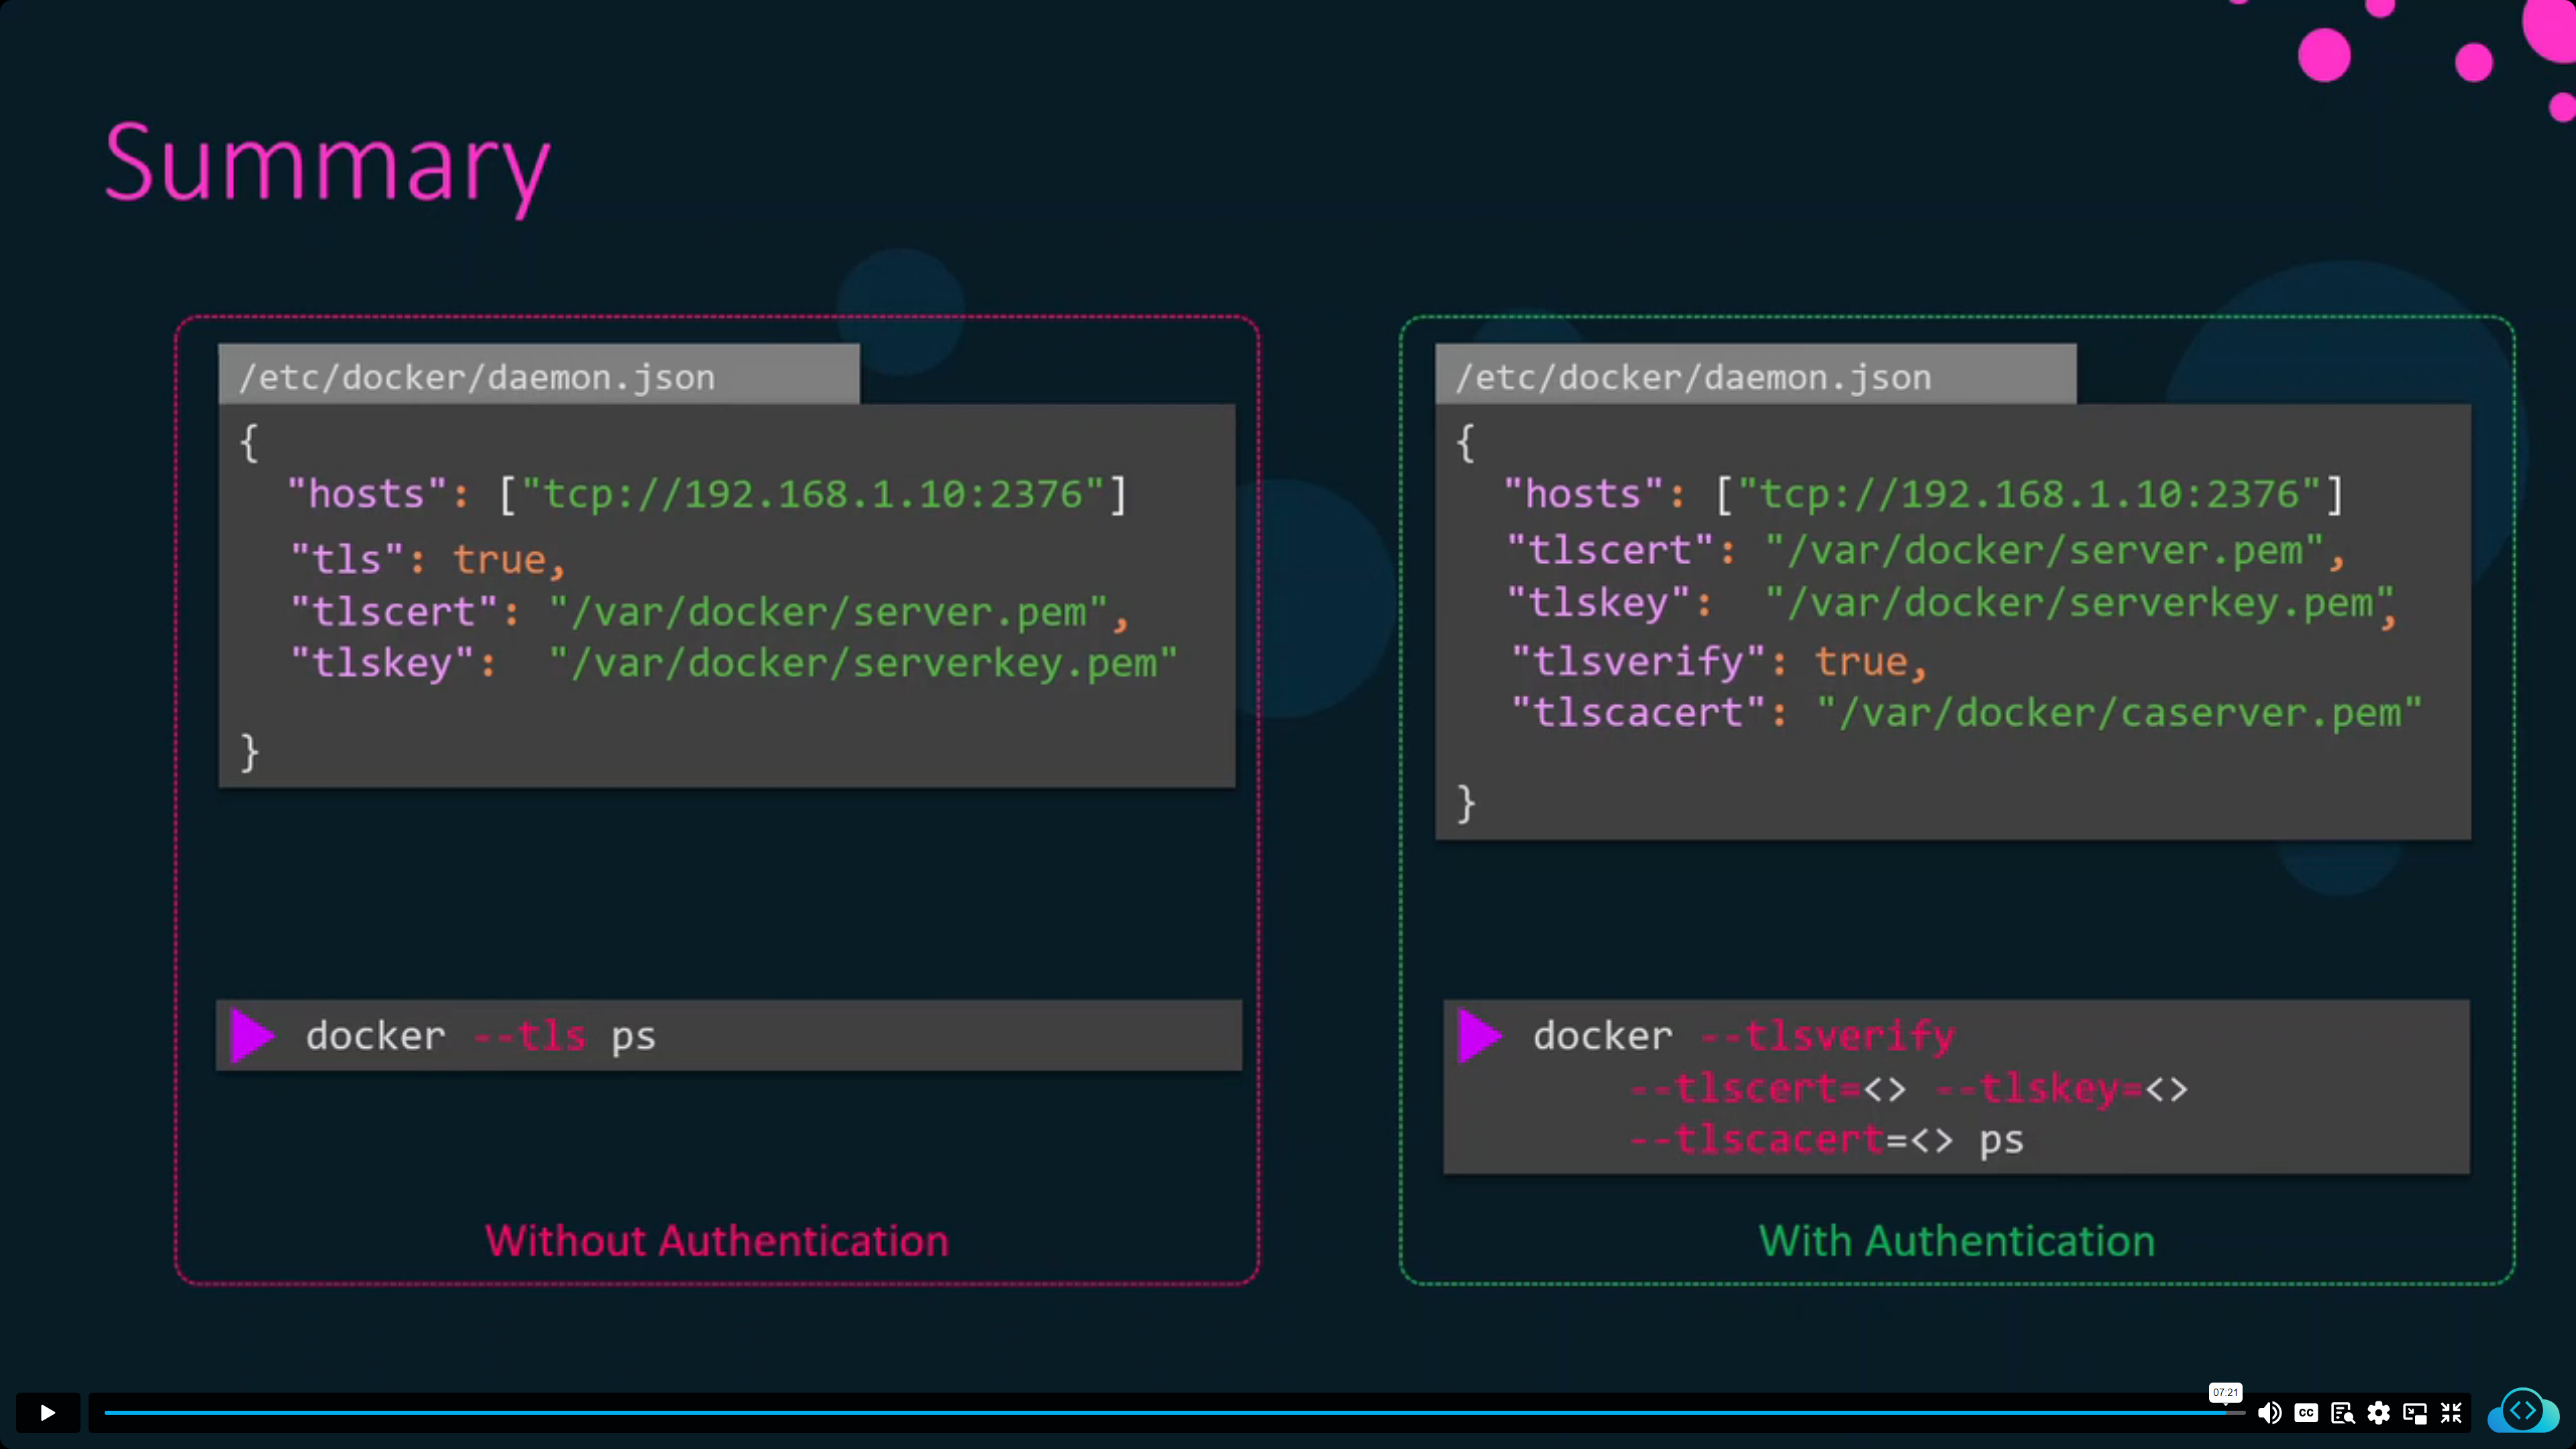 Summary
/etc/docker/daemon.json
{
"hosts": ["tcp://192.168.1.10:2376"]
"tls": true,
"tlscert": "/var/docker/server.pem",
"tlskey": "/var/docker/serverkey.pem"
}
docker --tls ps
Without Authentication
/etc/docker/daemon.json
{
"hosts": ["tcp://192.168.1.10:2376"]
"tlscert": "/var/docker/server.pem",
"tlskey": "/var/docker/serverkey.pem",
"tlsverify": true,
"tlscacert": "/var/docker/caserver.pem"
}
docker --tlsverify
--tlscert=<> --tlskey=<>
--tlscacert=<> ps
With Authentication
07:21
CC